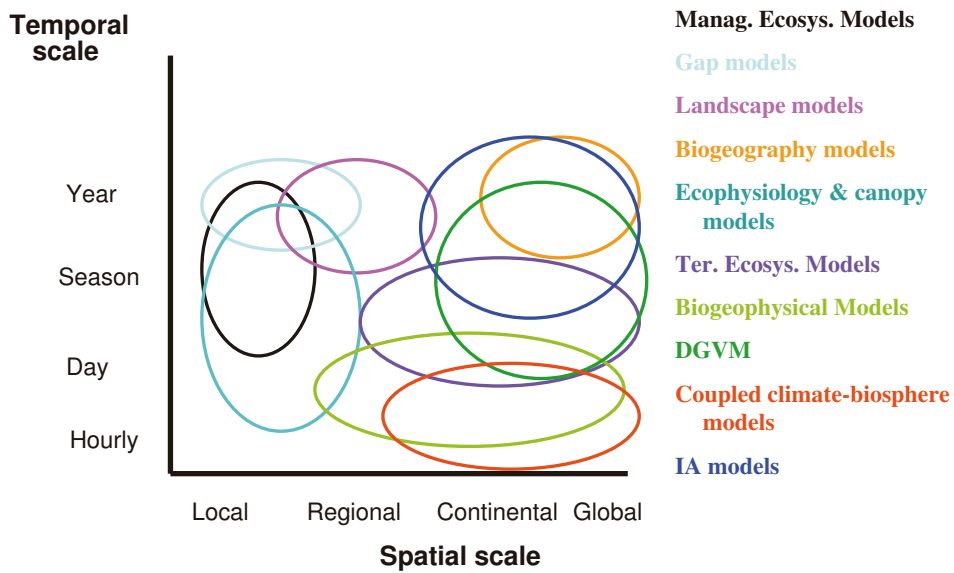 Temporal
scale
Year
Season
Day
Hourly
Local
Regional
Continental
Global
Spatial scale
Manag. Ecosys. Models
Gap models
Landscape models
Biogeography models
Ecophysiology & canopy
models
Ter. Ecosys. Models
Biogeophysical Models
DGVM
Coupled climate-biosphere
models
IA models